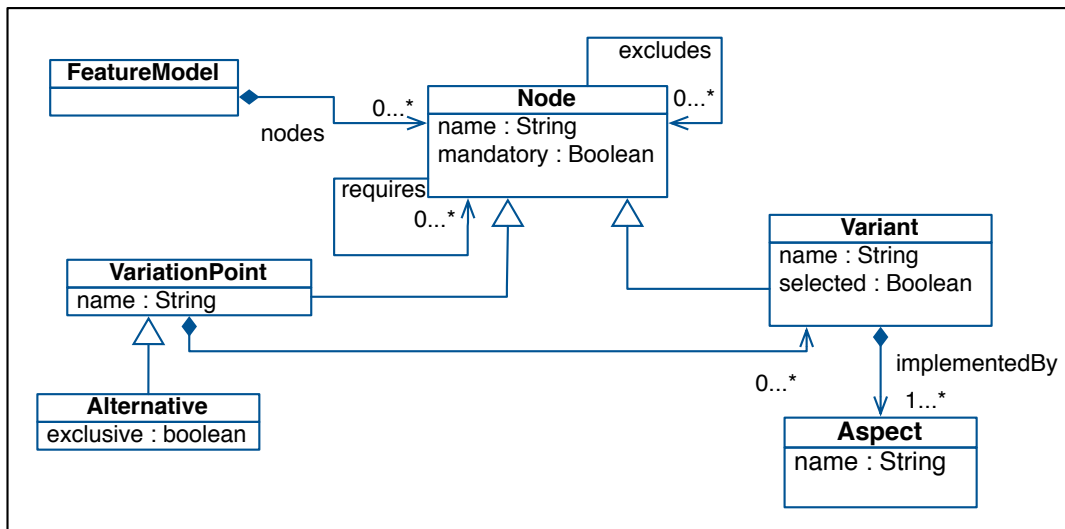 excludes
FeatureModel
Node
0...*
0...*
name : String
nodes
mandatory : Boolean
requires
0...*
Variant
name : String
selected : Boolean
VariationPoint
name : String
implementedBy
0...*
1...*
Alternative
exclusive : boolean
Aspect
name : String